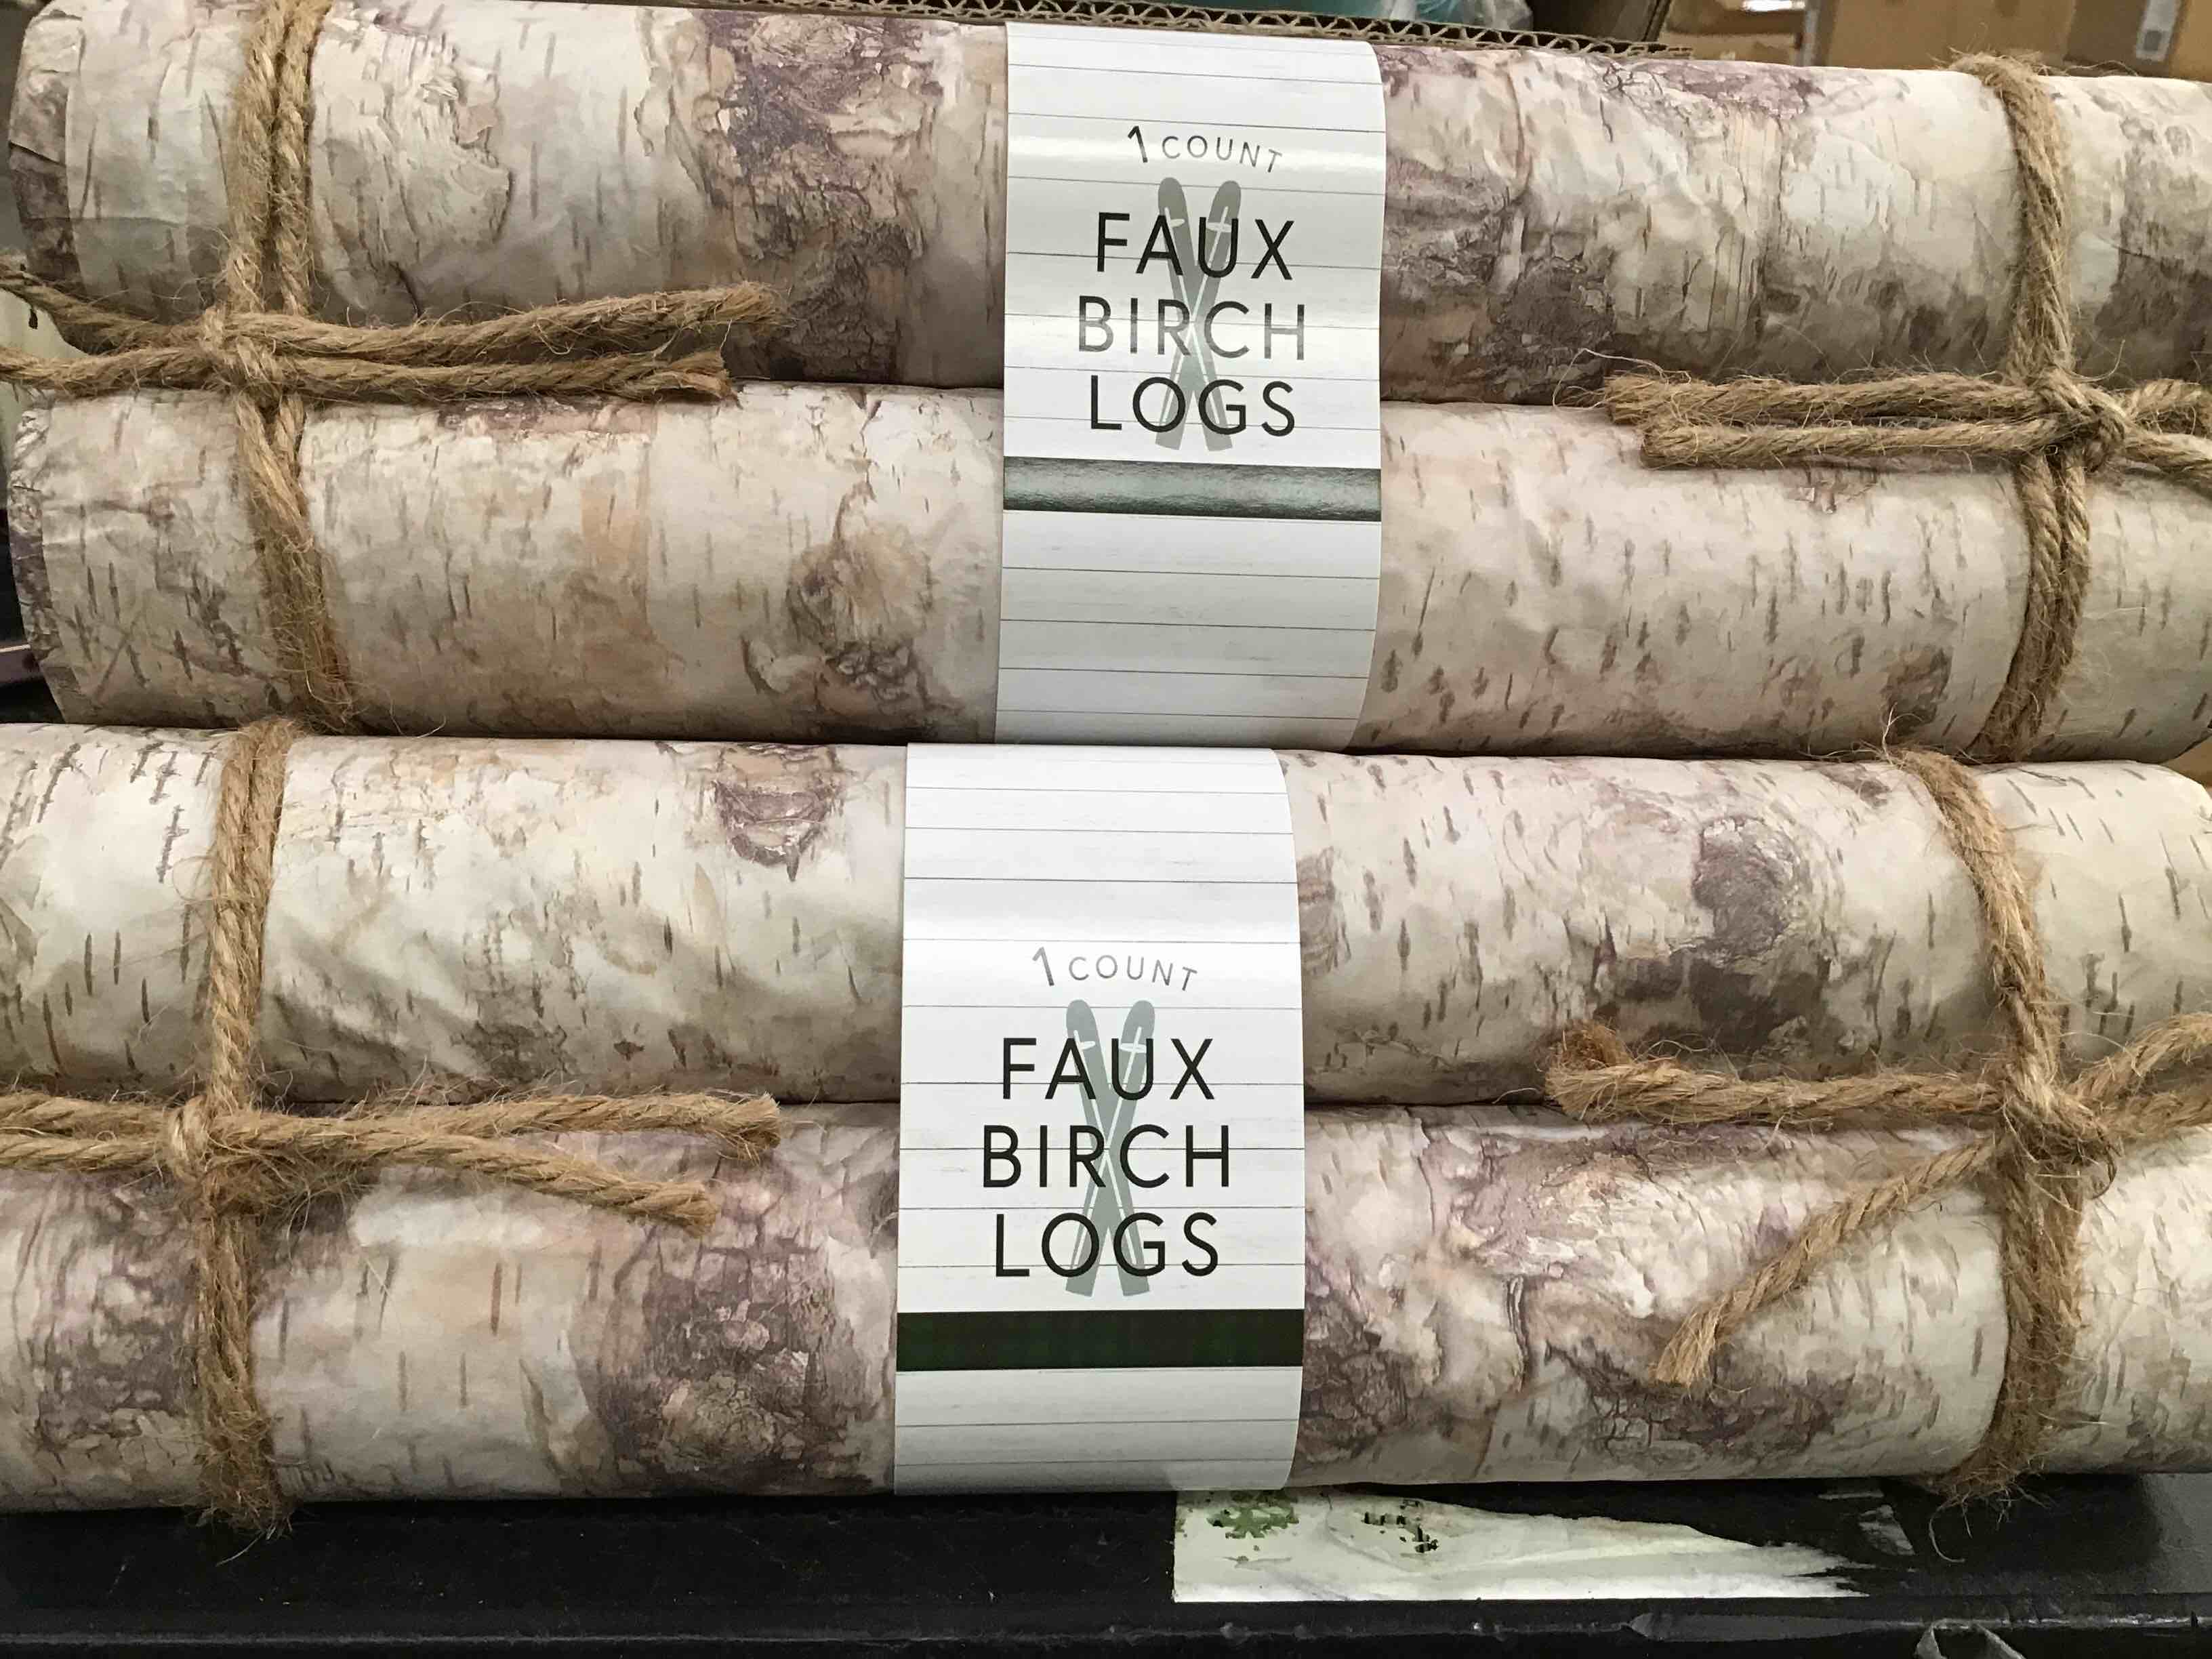 1 COUNT
FAUX
BIRCH
LOGS
1 COUNT
FAUX
BIRCH
LOGS